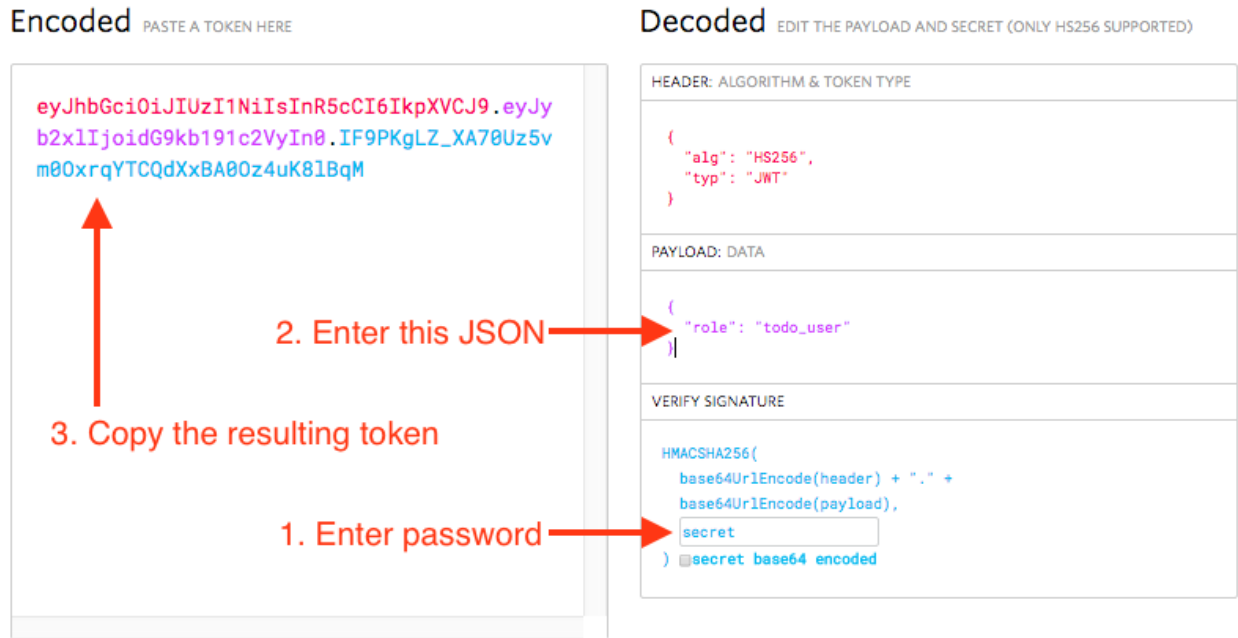 Encoded PASTE A TOKEN HERE
eyJhbGciOiJIUzI1NiIsInR5cCI6IkpXVCJ9.eyJy
b2xlIjoidG9kb191c2VyIn0.IF9PKgLZ_XA70Uz5v
m0OxrqYTCQdXxBA0Oz4uK8lBqM
3. Copy the resulting token
2. Enter this JSON
1. Enter password
Decoded EDIT THE PAYLOAD AND SECRET (ONLY HS256 SUPPORTED)
HEADER: ALGORITHM & TOKEN TYPE
{
"alg": "HS256",
"typ": "JWT"
}
PAYLOAD: DATA
{
"role": "todo_user"
}
VERIFY SIGNATURE
HMACSHA256(
base64UrlEncode(header) + "." +
base64UrlEncode(payload),
secret
) secret base64 encoded